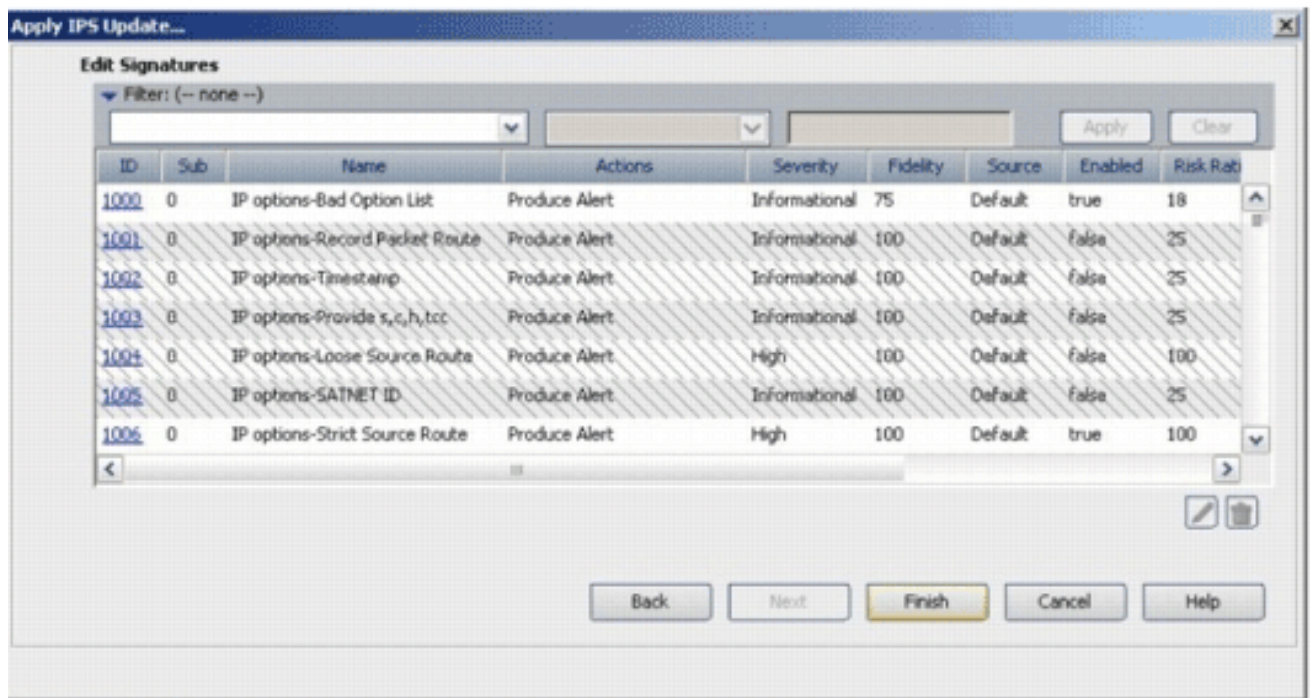 Apply IPS Update...
Edit Signatures
Filter: (-- none --)
Apply Clear
ID Sub Name Actions Severity Fidelity Source Enabled Risk Rati
1000 0 IP options-Bad Option List Produce Alert Informational 75 Default true 18
1001 0 IP options-Record Packet Route Produce Alert Informational 100 Default false 25
1002 0 IP options-Timestamp Produce Alert Informational 100 Default false 25
1003 0 IP options-Provide s,c,h,tcc Produce Alert Informational 100 Default false 25
1004 0 IP options-Loose Source Route Produce Alert High 100 Default false 100
1005 0 IP options-SATNET ID Produce Alert Informational 100 Default false 25
1006 0 IP options-Strict Source Route Produce Alert High 100 Default true 100
Back Next Finish Cancel Help